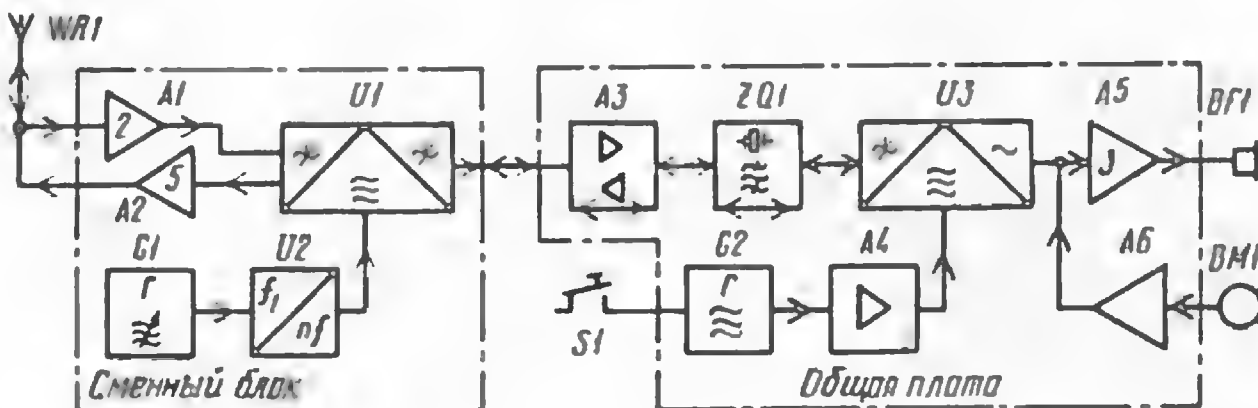 WR1
A1
U1
A3
ZQ1
U3
A5
BF1
2
5
3
A2
G1
U2
G2
A4
A6
BM1
Г
f1
nf
Г
S1
Сменный блок
Общая плата